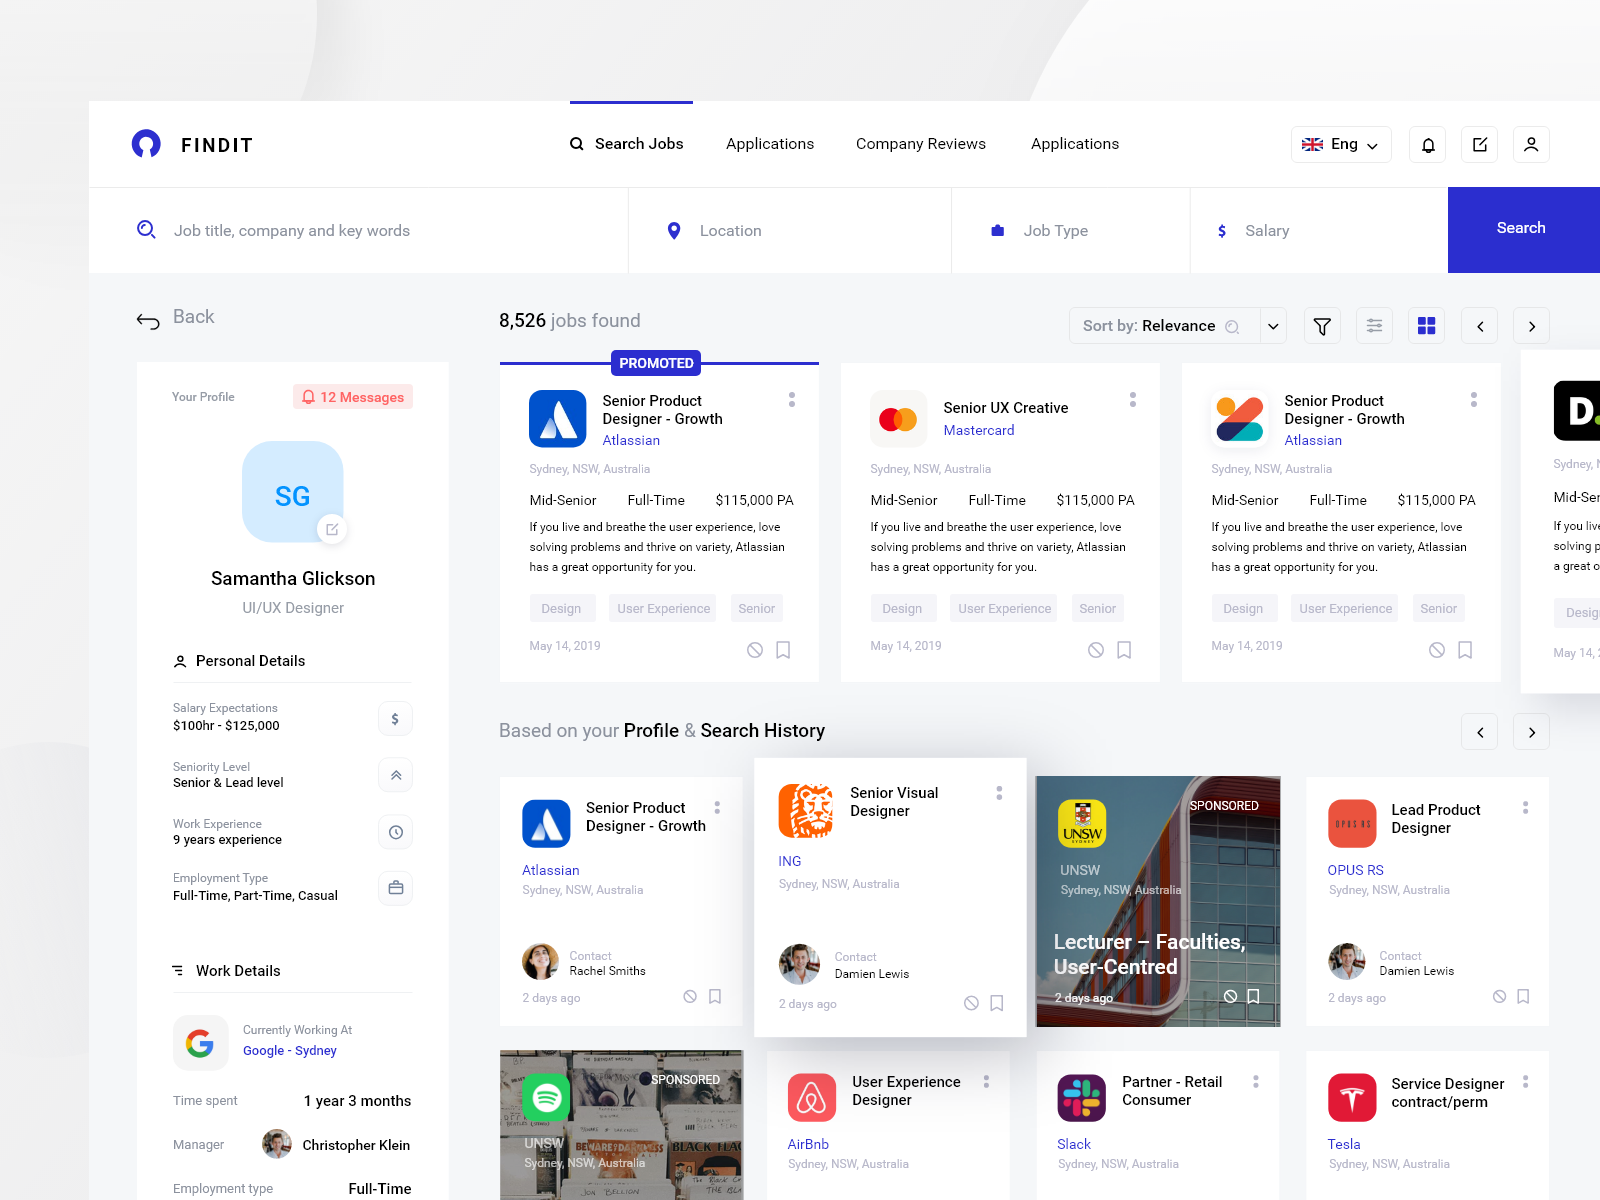 FINDIT
Search Jobs
Applications
Company Reviews
Applications
Eng
Job title, company and key words
Location
Job Type
$ Salary
Search
Back
8,526 jobs found
Sort by: Relevance
Your Profile
12 Messages
SG
Samantha Glickson
UI/UX Designer
Personal Details
Salary Expectations
$100hr - $125,000
$
Seniority Level
Senior & Lead level
Work Experience
9 years experience
Employment Type
Full-Time, Part-Time, Casual
Work Details
Currently Working At
Google - Sydney
Time spent
1 year 3 months
Manager
Christopher Klein
Employment type
Full-Time
PROMOTED
Senior Product
Designer - Growth
Atlassian
Sydney, NSW, Australia
Mid-Senior Full-Time $115,000 PA
If you live and breathe the user experience, love
solving problems and thrive on variety, Atlassian
has a great opportunity for you.
Design User Experience Senior
May 14, 2019
Senior UX Creative
Mastercard
Sydney, NSW, Australia
Mid-Senior Full-Time $115,000 PA
If you live and breathe the user experience, love
solving problems and thrive on variety, Atlassian
has a great opportunity for you.
Design User Experience Senior
May 14, 2019
Senior Product
Designer - Growth
Atlassian
Sydney, NSW, Australia
Mid-Senior Full-Time $115,000 PA
If you live and breathe the user experience, love
solving problems and thrive on variety, Atlassian
has a great opportunity for you.
Design User Experience Senior
May 14, 2019
D.
Sydney,
Mid-Ser
If you live
solving p
a great o
Desig
May 14,
Based on your Profile & Search History
Senior Product
Designer - Growth
Atlassian
Sydney, NSW, Australia
Contact
Rachel Smiths
2 days ago
Senior Visual
Designer
ING
Sydney, NSW, Australia
Contact
Damien Lewis
2 days ago
SPONSORED
UNSW
SYDNEY
UNSW
Sydney, NSW, Australia
Lecturer – Faculties,
User-Centred
2 days ago
OPUS RS
Lead Product
Designer
OPUS RS
Sydney, NSW, Australia
Contact
Damien Lewis
2 days ago
SPONSORED
UNSW
Sydney, NSW, Australia
BEWARE
BLACK FLAG
JON BELLION
User Experience
Designer
AirBnb
Sydney, NSW, Australia
Partner - Retail
Consumer
Slack
Sydney, NSW, Australia
Service Designer
contract/perm
Tesla
Sydney, NSW, Australia